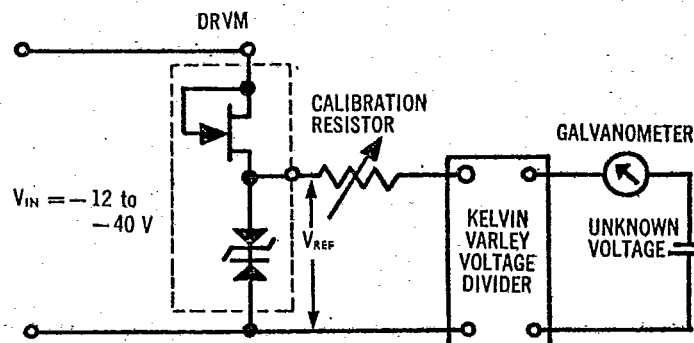 DRVM
CALIBRATION
RESISTOR
GALVANOMETER
V_IN = – 12 to
– 40 V
V_REF
KELVIN
VARLEY
VOLTAGE
DIVIDER
UNKNOWN
VOLTAGE